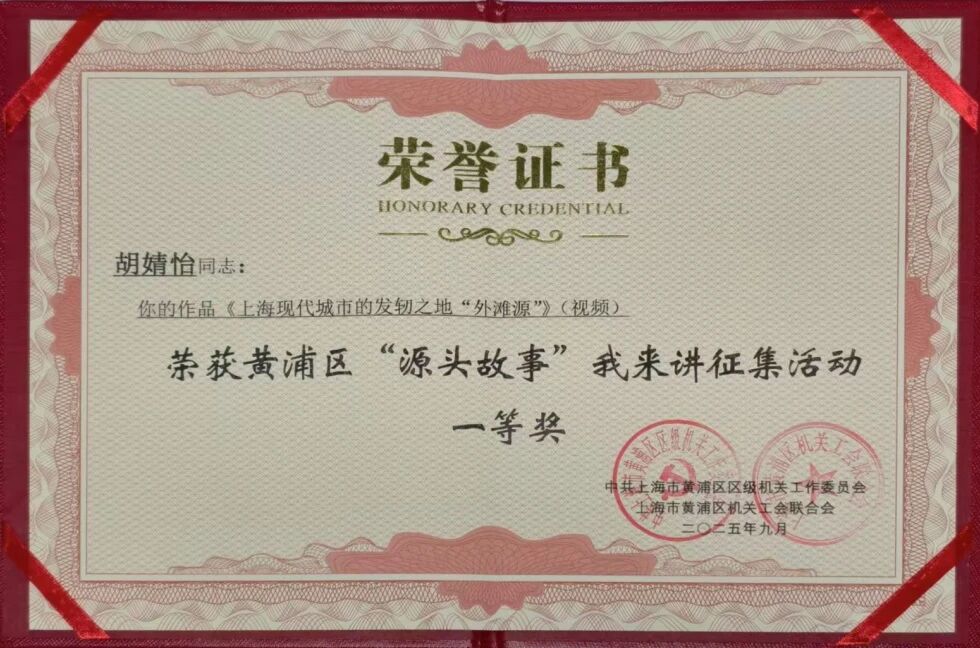 荣誉证书
HONORARY CREDENTIAL
胡婧怡同志：
你的作品《上海现代城市的发轫之地“外滩源”》（视频）
荣获黄浦区“源头故事”我来讲征集活动
一等奖
中共上海市黄浦区区级机关工作委员会
上海市黄浦区机关工会联合会
二〇二五年九月